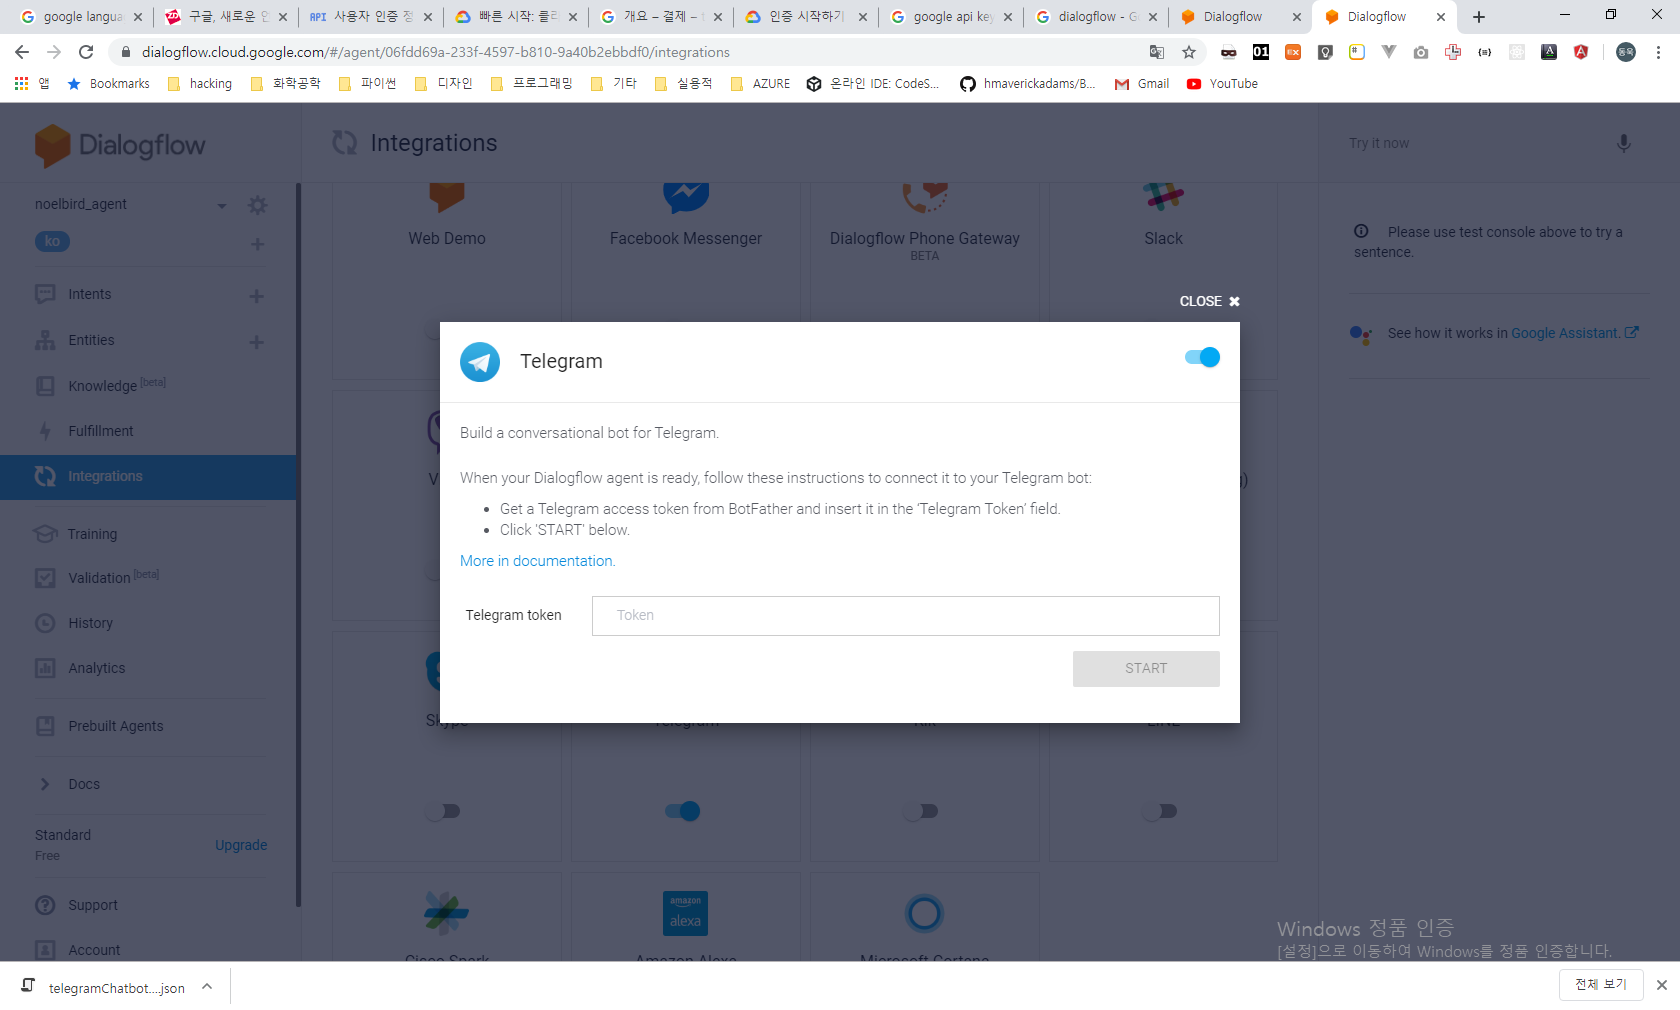 google langua
구글, 새로운 인
API 사용자 인증 정
빠른 시작: 클라
개요 – 결제 –
인증 시작하기
google api key
dialogflow - G
Dialogflow
Dialogflow
dialogflow.cloud.google.com/#/agent/06fdd69a-233f-4597-b810-9a40b2ebbdf0/integrations
앱 Bookmarks hacking 화학공학 파이썬 디자인 프로그래밍 기타 실용적 AZURE 온라인 IDE: CodeS... hmaverickadams/B... Gmail YouTube
Dialogflow
noelbird_agent
ko
Intents
Entities
Knowledge [beta]
Fulfillment
Integrations
Training
Validation [beta]
History
Analytics
Prebuilt Agents
Docs
Standard
Free
Upgrade
Support
Account
Integrations
Web Demo
Facebook Messenger
Dialogflow Phone Gateway
BETA
Slack
CLOSE
Telegram
Build a conversational bot for Telegram.
When your Dialogflow agent is ready, follow these instructions to connect it to your Telegram bot:
Get a Telegram access token from BotFather and insert it in the 'Telegram Token' field.
Click 'START' below.
More in documentation.
Telegram token
Token
START
Skype
Telegram
Kik
LINE
Cisco Spark
amazon
alexa
Amazon Alexa
Microsoft Cortana
Try it now
Please use test console above to try a
sentence.
See how it works in Google Assistant.
Windows 정품 인증
[설정]으로 이동하여 Windows를 정품 인증합니다.
telegramChatbot....json
전체 보기